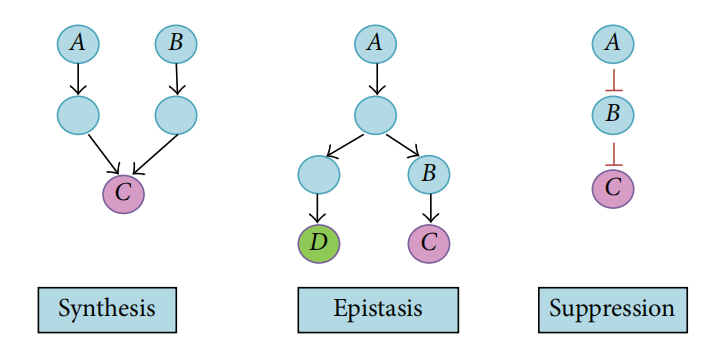 A B A A
B
B
C C
D C
Synthesis Epistasis Suppression